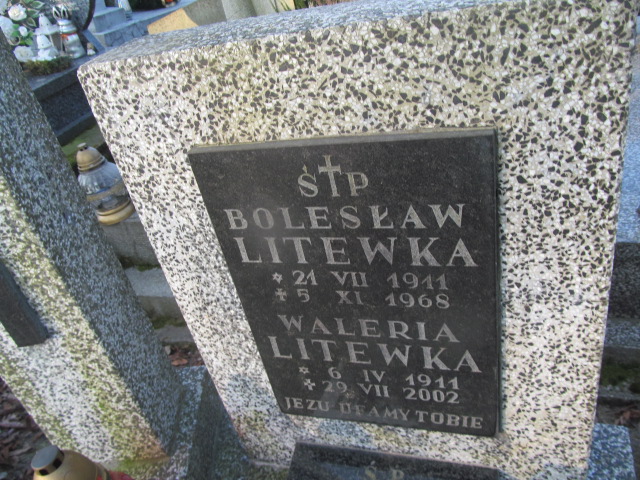 Ś†P
BOLESŁAW
LITEWKA
* 21 VII 1911
+ 5 XI 1968
WALERIA
LITEWKA
* 6 IV 1911
+ 29 VII 2002
JEZU UFAMY TOBIE
Ś P